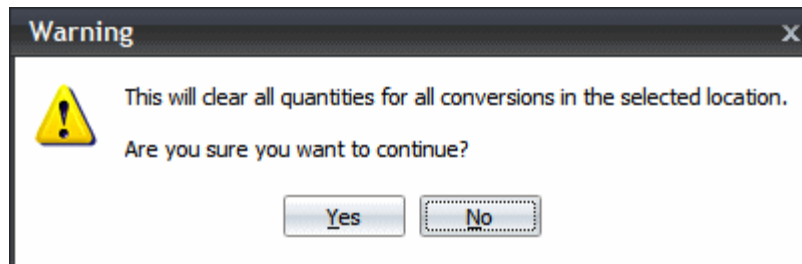 Warning
This will clear all quantities for all conversions in the selected location.
Are you sure you want to continue?
Yes No